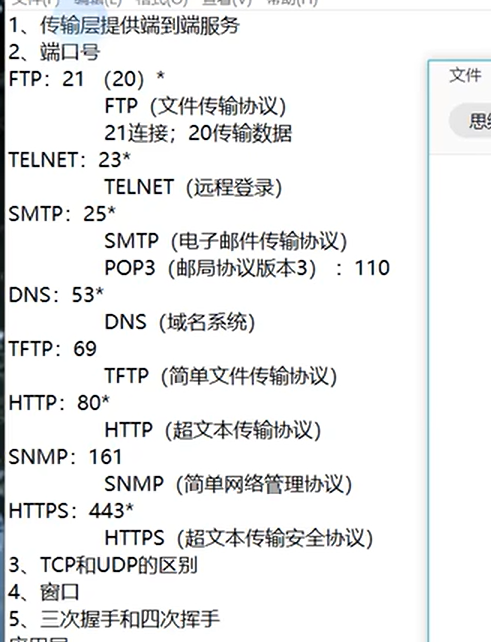 文件(F) 编辑(E) 格式(O) 查看(V) 帮助(H)
1、传输层提供端到端服务
2、端口号
FTP：21 （20）*
FTP（文件传输协议）
21连接；20传输数据
TELNET：23*
TELNET（远程登录）
SMTP：25*
SMTP（电子邮件传输协议）
POP3（邮局协议版本3）：110
DNS：53*
DNS（域名系统）
TFTP：69
TFTP（简单文件传输协议）
HTTP：80*
HTTP（超文本传输协议）
SNMP：161
SNMP（简单网络管理协议）
HTTPS：443*
HTTPS（超文本传输安全协议）
3、TCP和UDP的区别
4、窗口
5、三次握手和四次挥手
应用层
文件
思